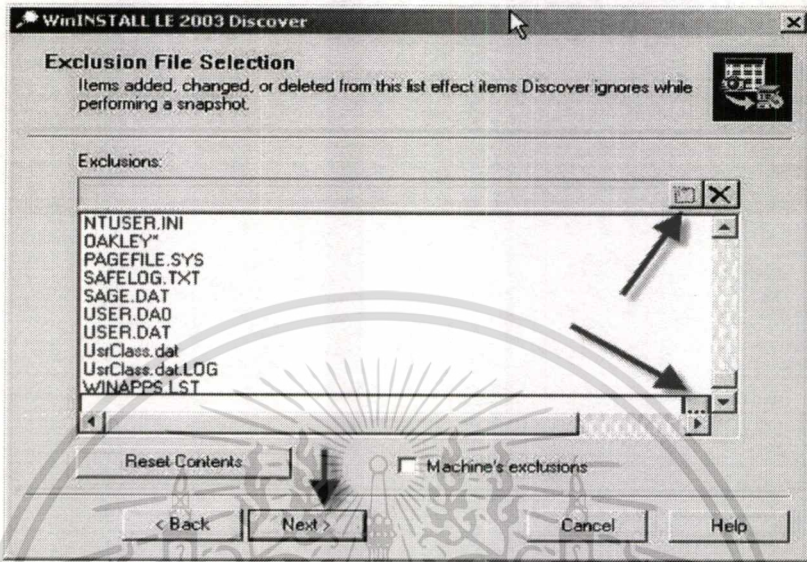 WinINSTALL LE 2003 Discover
Exclusion File Selection
Items added, changed, or deleted from this list effect items Discover ignores while
performing a snapshot.
Exclusions:
NTUSER.INI
OAKLEY*
PAGEFILE.SYS
SAFELOG.TXT
SAGE.DAT
USER.DA0
USER.DAT
UsrClass.dat
UsrClass.dat.LOG
WINAPPS.LST
...
Reset Contents
Machine's exclusions
< Back
Next >
Cancel
Help